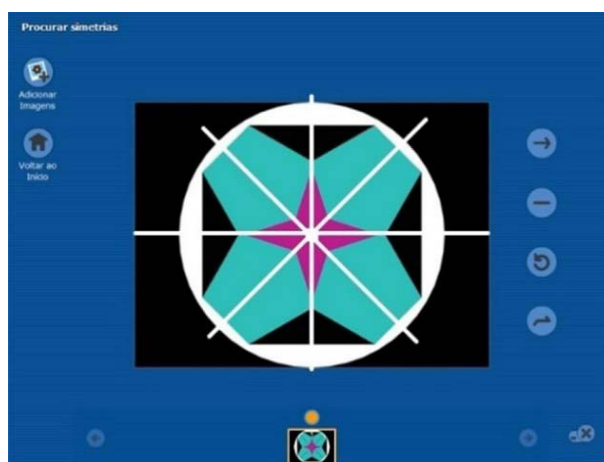 Procurar simetrias
Adicionar
Imagens
Voltar ao
Início